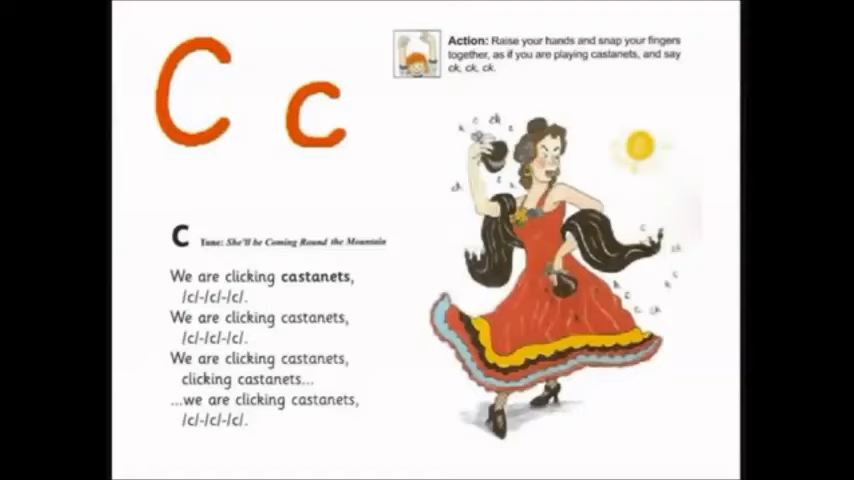 C c
Action: Raise your hands and snap your fingers
together, as if you are playing castanets, and say
ck, ck, ck.
c Tune: She'll be Coming Round the Mountain
We are clicking castanets,
/c/-/c/-/c/.
We are clicking castanets,
/c/-/c/-/c/.
We are clicking castanets,
clicking castanets...
...we are clicking castanets,
/c/-/c/-/c/.